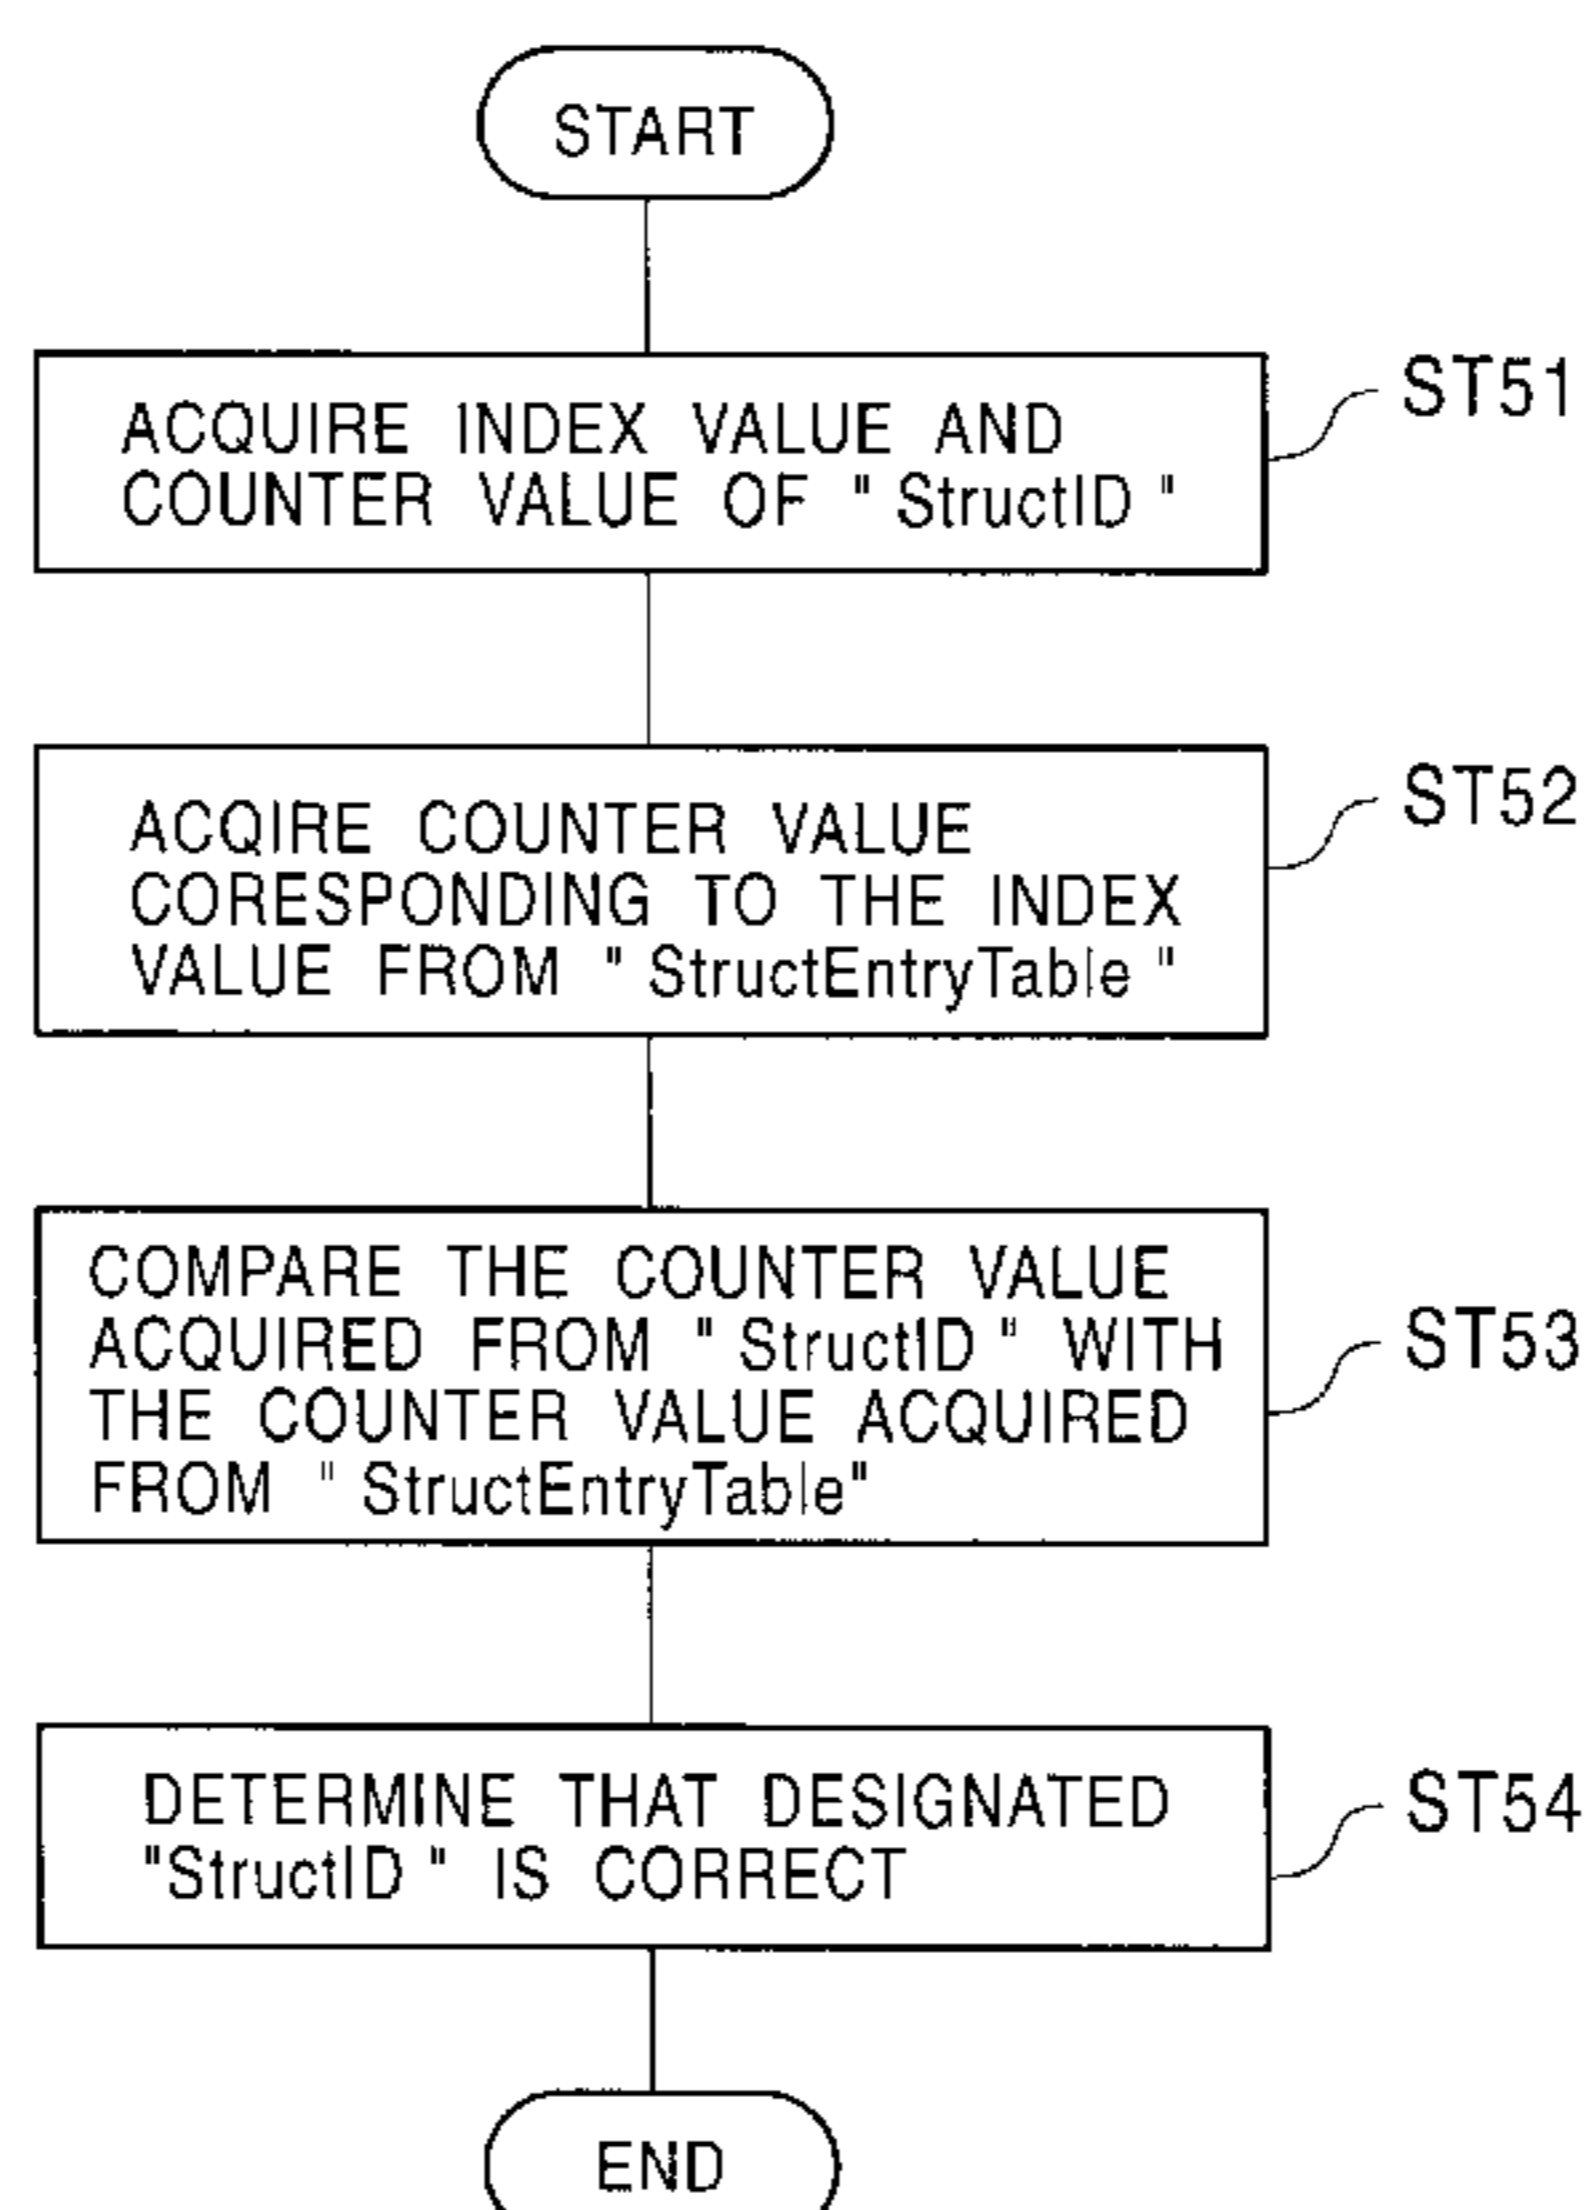 START
ACQUIRE INDEX VALUE AND
COUNTER VALUE OF " StructID "
ST51
ACQIRE COUNTER VALUE
CORESPONDING TO THE INDEX
VALUE FROM " StructEntryTable "
ST52
COMPARE THE COUNTER VALUE
ACQUIRED FROM " StructID " WITH
THE COUNTER VALUE ACQUIRED
FROM " StructEntryTable"
ST53
DETERMINE THAT DESIGNATED
"StructID " IS CORRECT
ST54
END